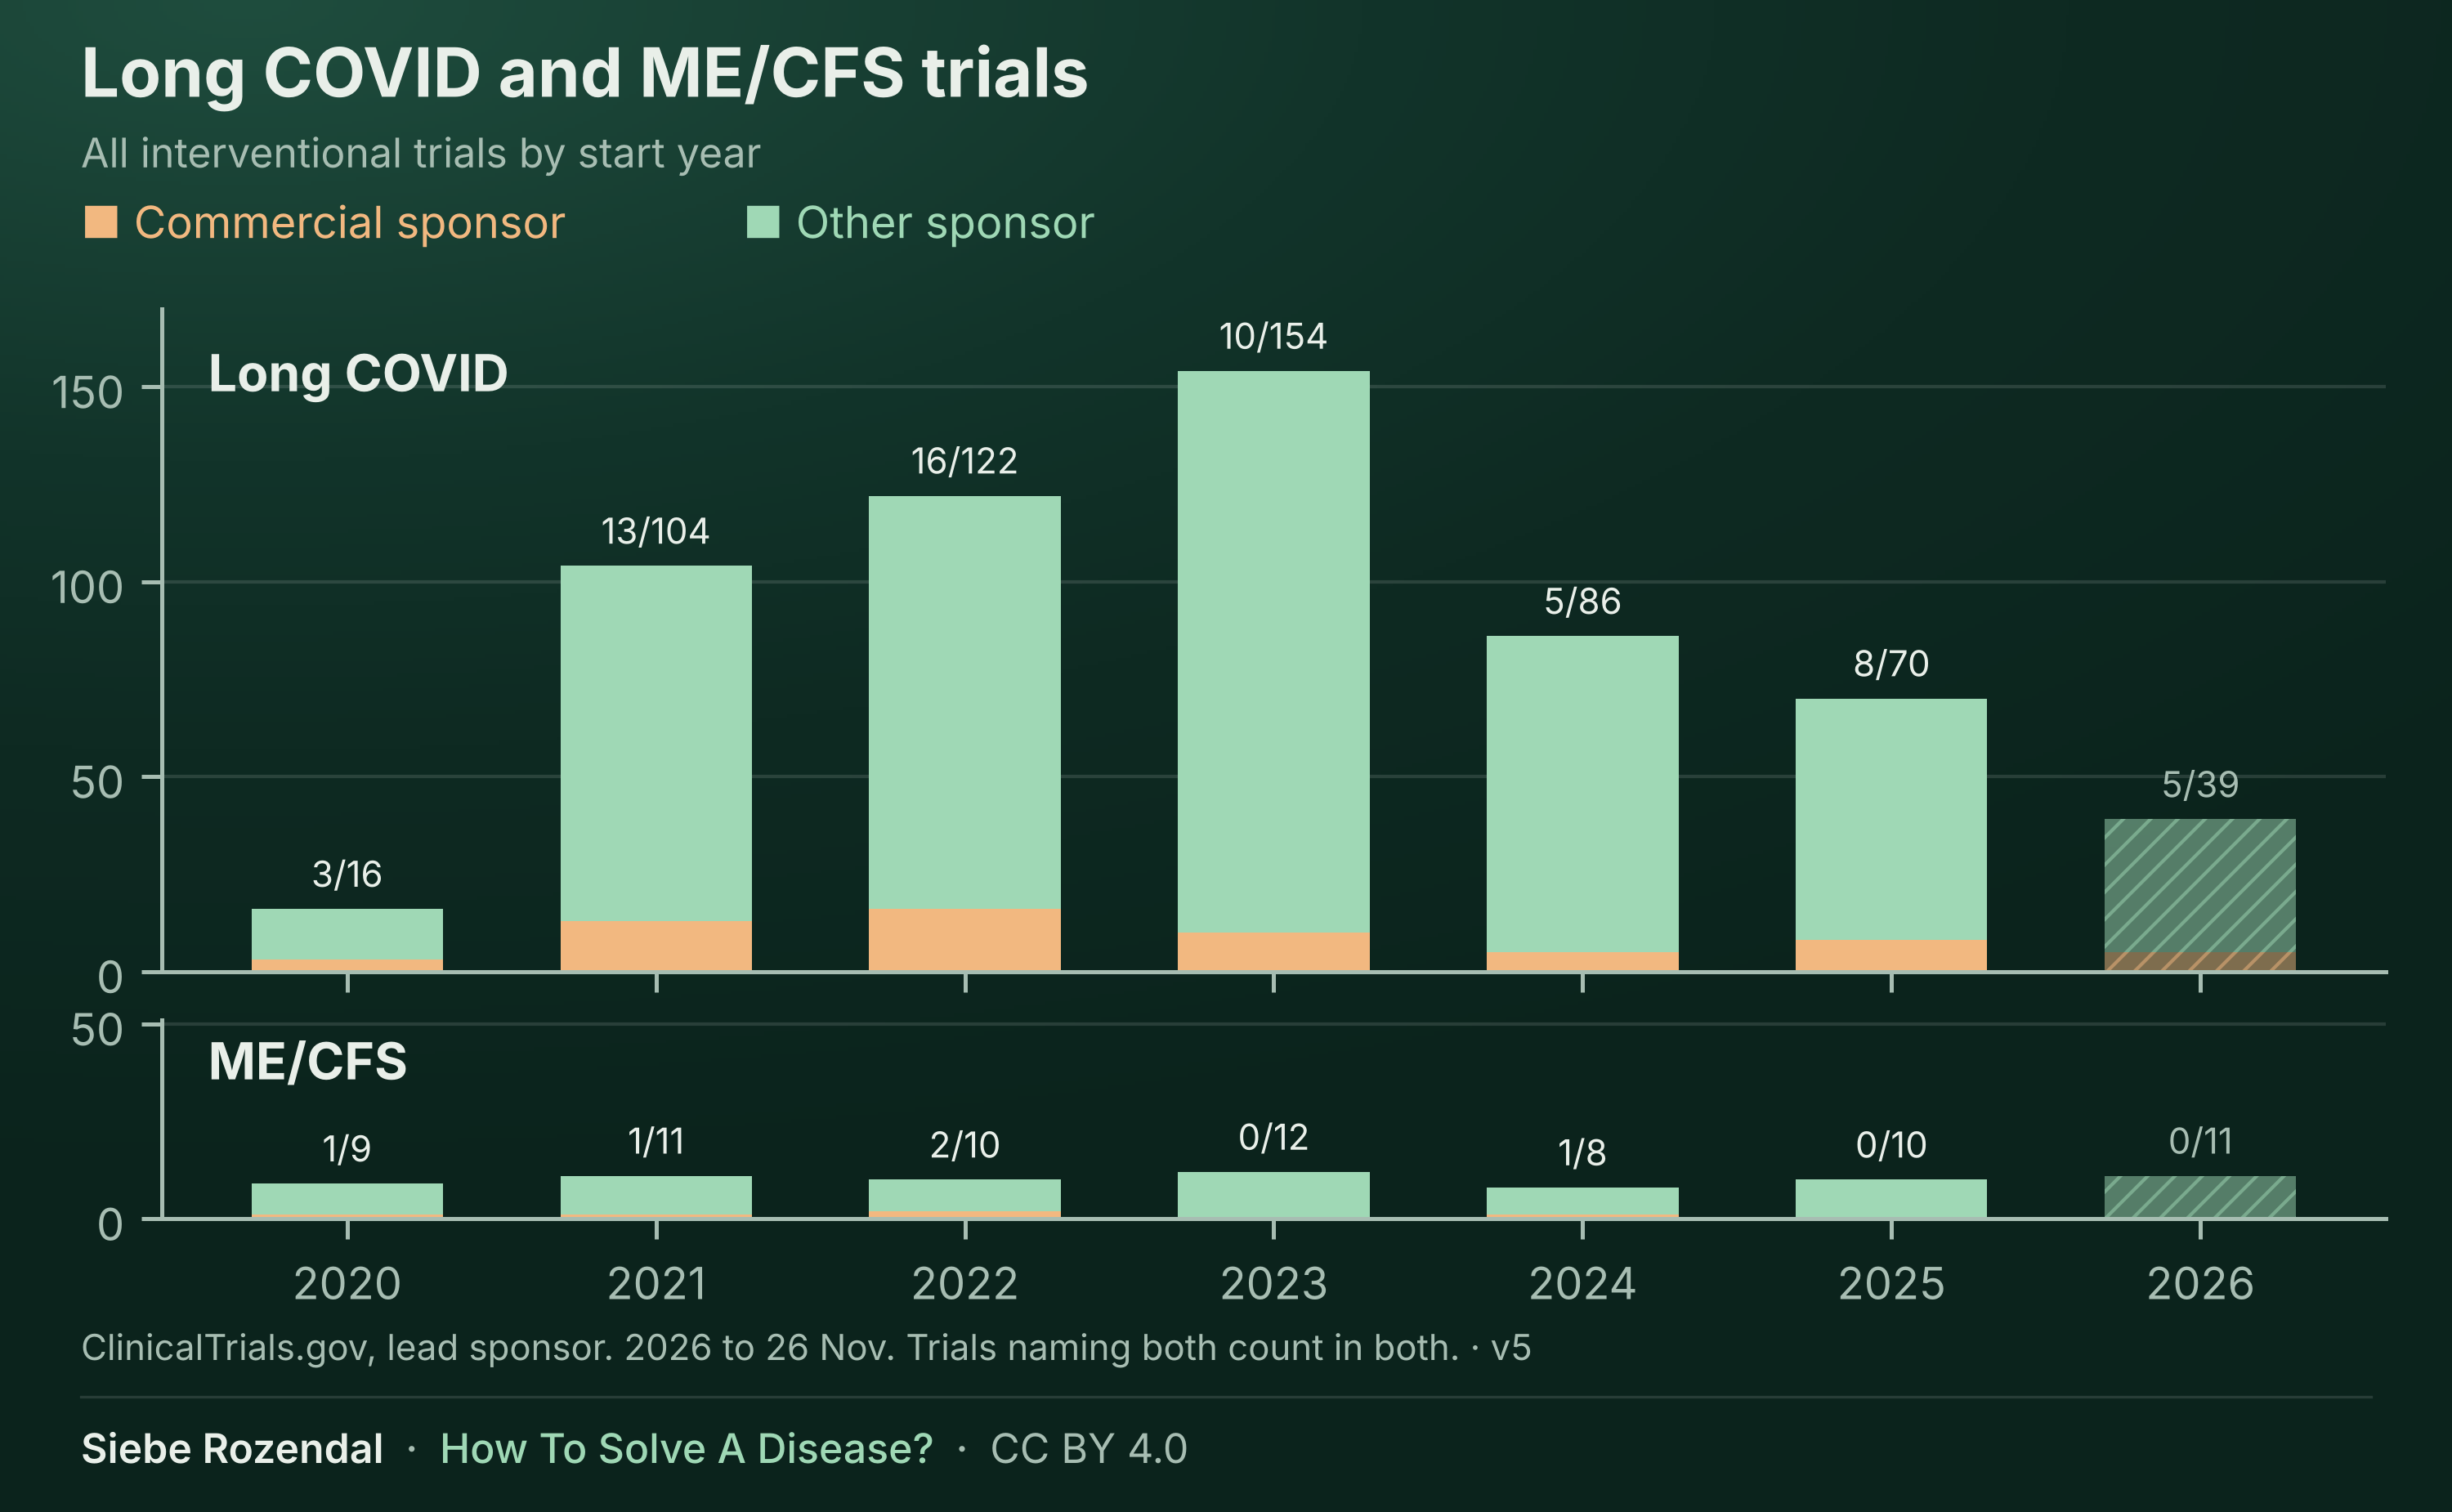 Long COVID and ME/CFS trials
All interventional trials by start year
Commercial sponsor
Other sponsor
Long COVID
150
100
50
0
3/16
13/104
16/122
10/154
5/86
8/70
5/39
ME/CFS
50
0
1/9
1/11
2/10
0/12
1/8
0/10
0/11
2020 2021 2022 2023 2024 2025 2026
ClinicalTrials.gov, lead sponsor. 2026 to 26 Nov. Trials naming both count in both. · v5
Siebe Rozendal · How To Solve A Disease? · CC BY 4.0